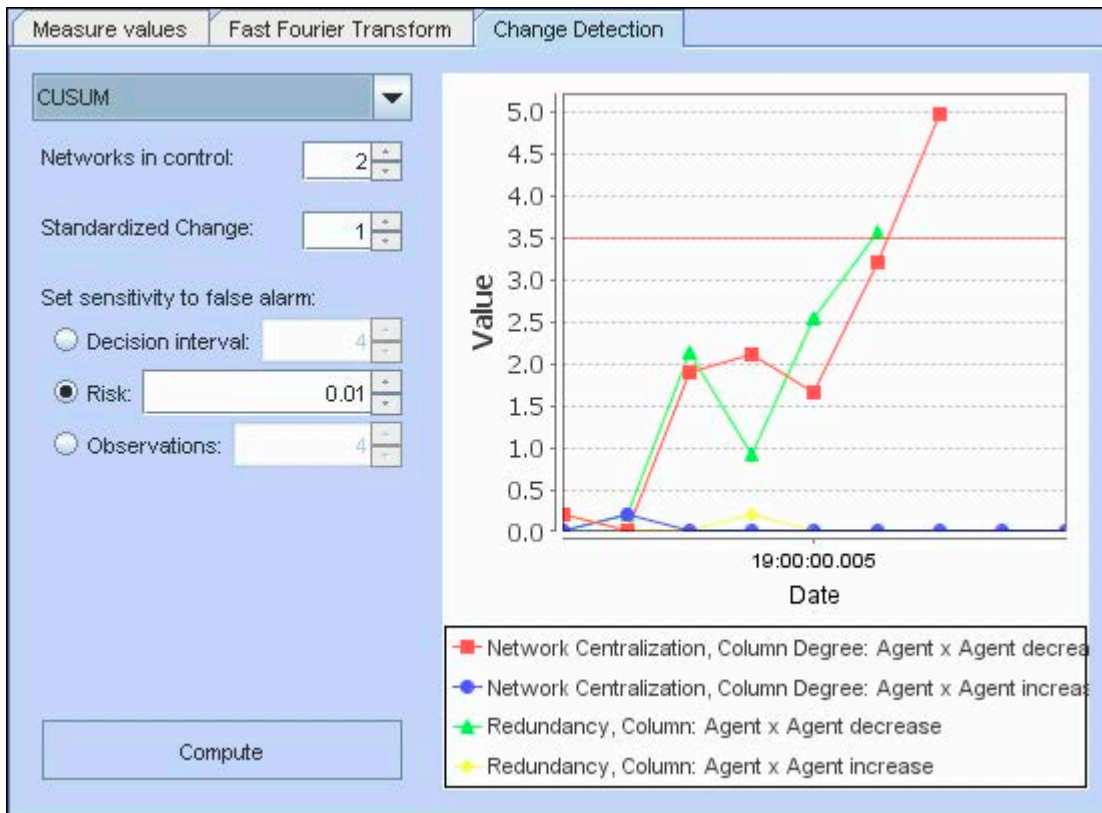 Measure values
Fast Fourier Transform
Change Detection
CUSUM
Networks in control:
2
Standardized Change:
1
Set sensitivity to false alarm:
Decision interval:
4
Risk:
0.01
Observations:
4
Compute
Value
5.0
4.5
4.0
3.5
3.0
2.5
2.0
1.5
1.0
0.5
0.0
19:00:00.005
Date
Network Centralization, Column Degree: Agent x Agent decrea
Network Centralization, Column Degree: Agent x Agent increas
Redundancy, Column: Agent x Agent decrease
Redundancy, Column: Agent x Agent increase